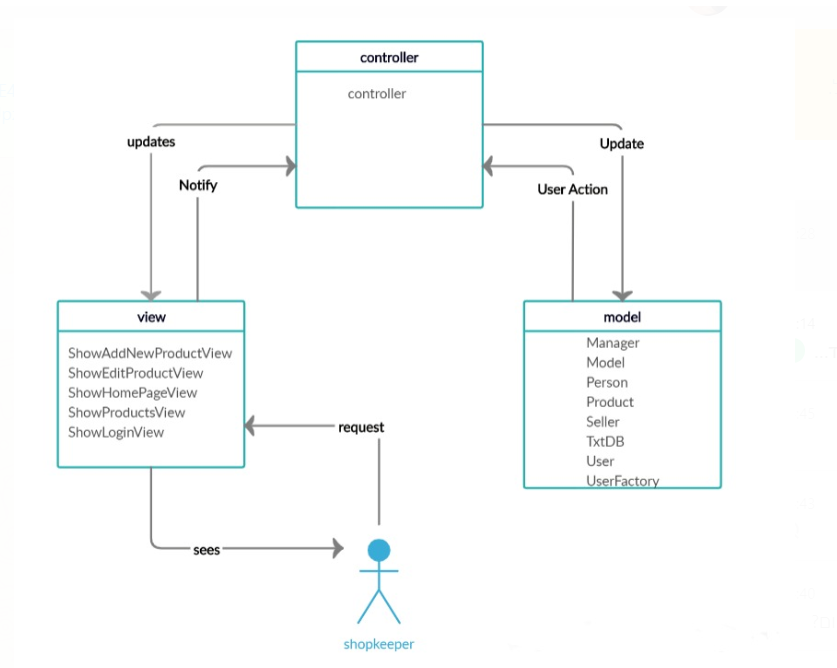 controller
controller
updates
Update
Notify
User Action
view
ShowAddNewProductView
ShowEditProductView
ShowHomePageView
ShowProductsView
ShowLoginView
model
Manager
Model
Person
Product
Seller
TxtDB
User
UserFactory
request
sees
shopkeeper